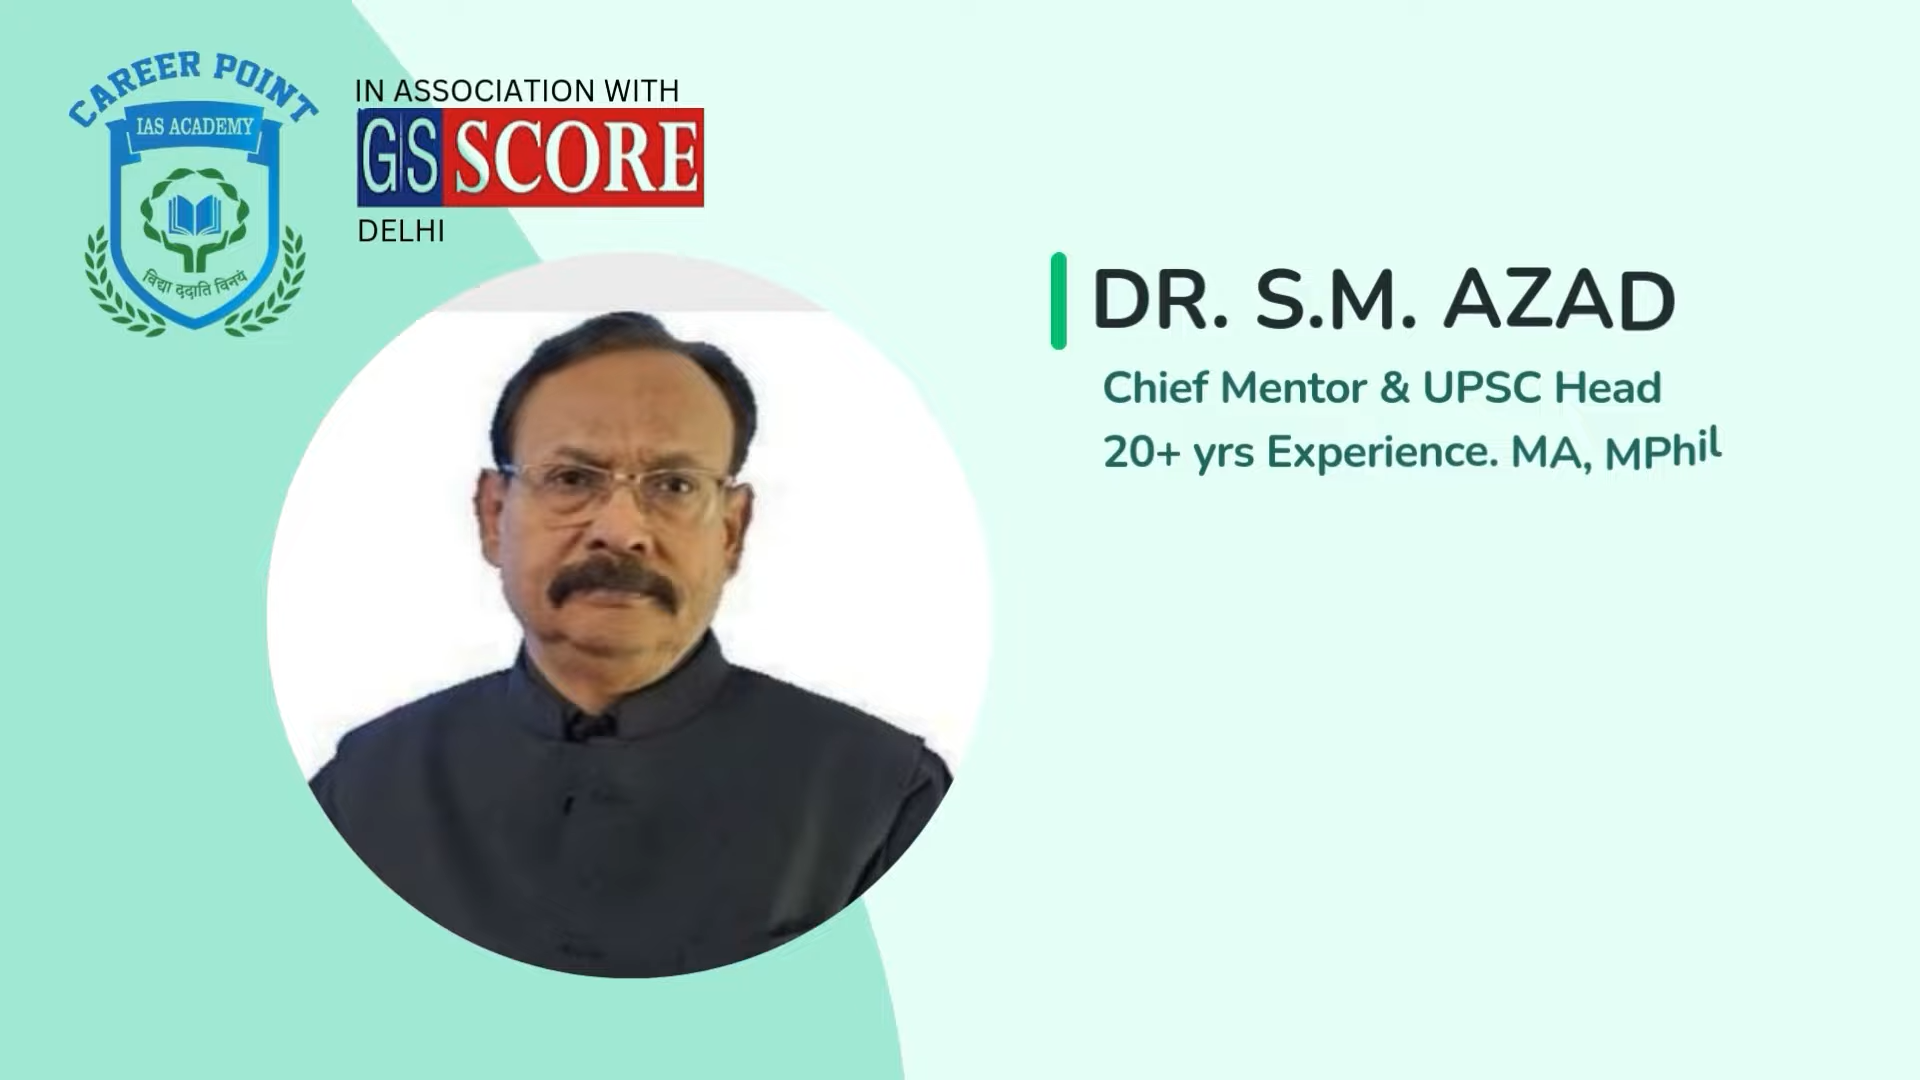 CAREER POINT
IAS ACADEMY
विद्या ददाति विनयं
IN ASSOCIATION WITH
GS SCORE
DELHI
DR. S.M. AZAD
Chief Mentor & UPSC Head
20+ yrs Experience. MA, MPhil